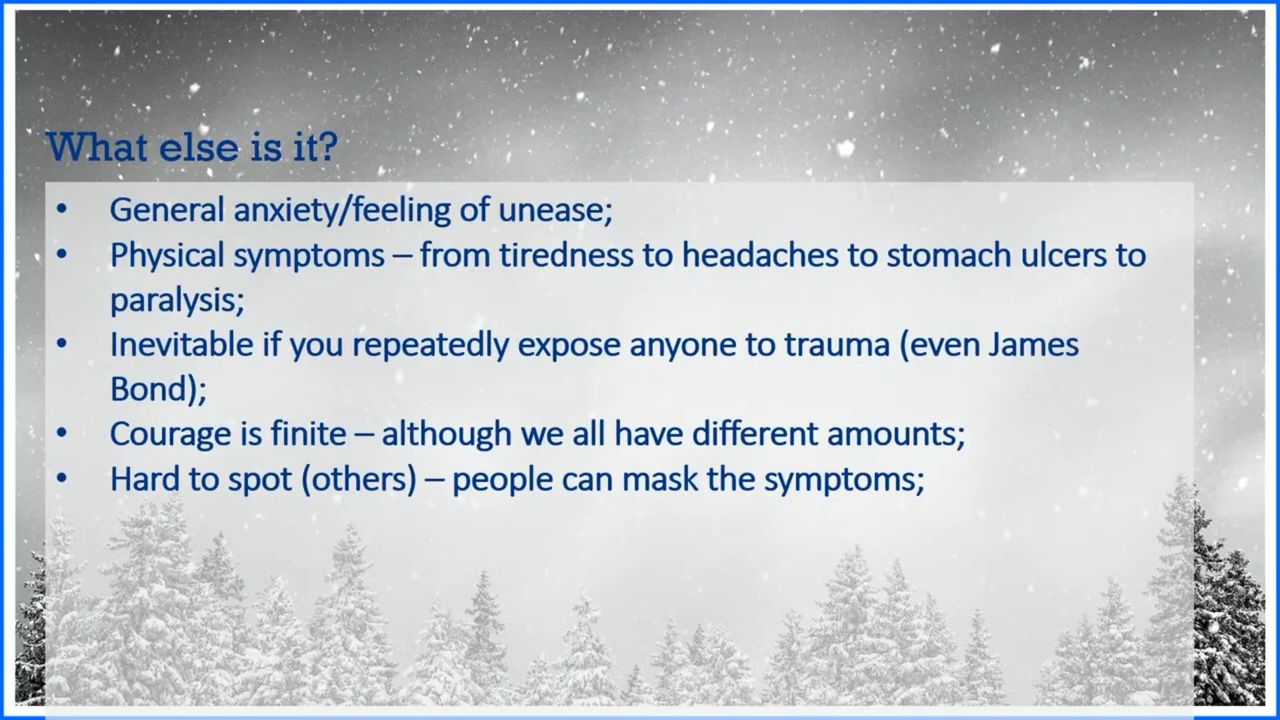 What else is it?
• General anxiety/feeling of unease;
• Physical symptoms – from tiredness to headaches to stomach ulcers to
paralysis;
• Inevitable if you repeatedly expose anyone to trauma (even James
Bond);
• Courage is finite – although we all have different amounts;
• Hard to spot (others) – people can mask the symptoms;